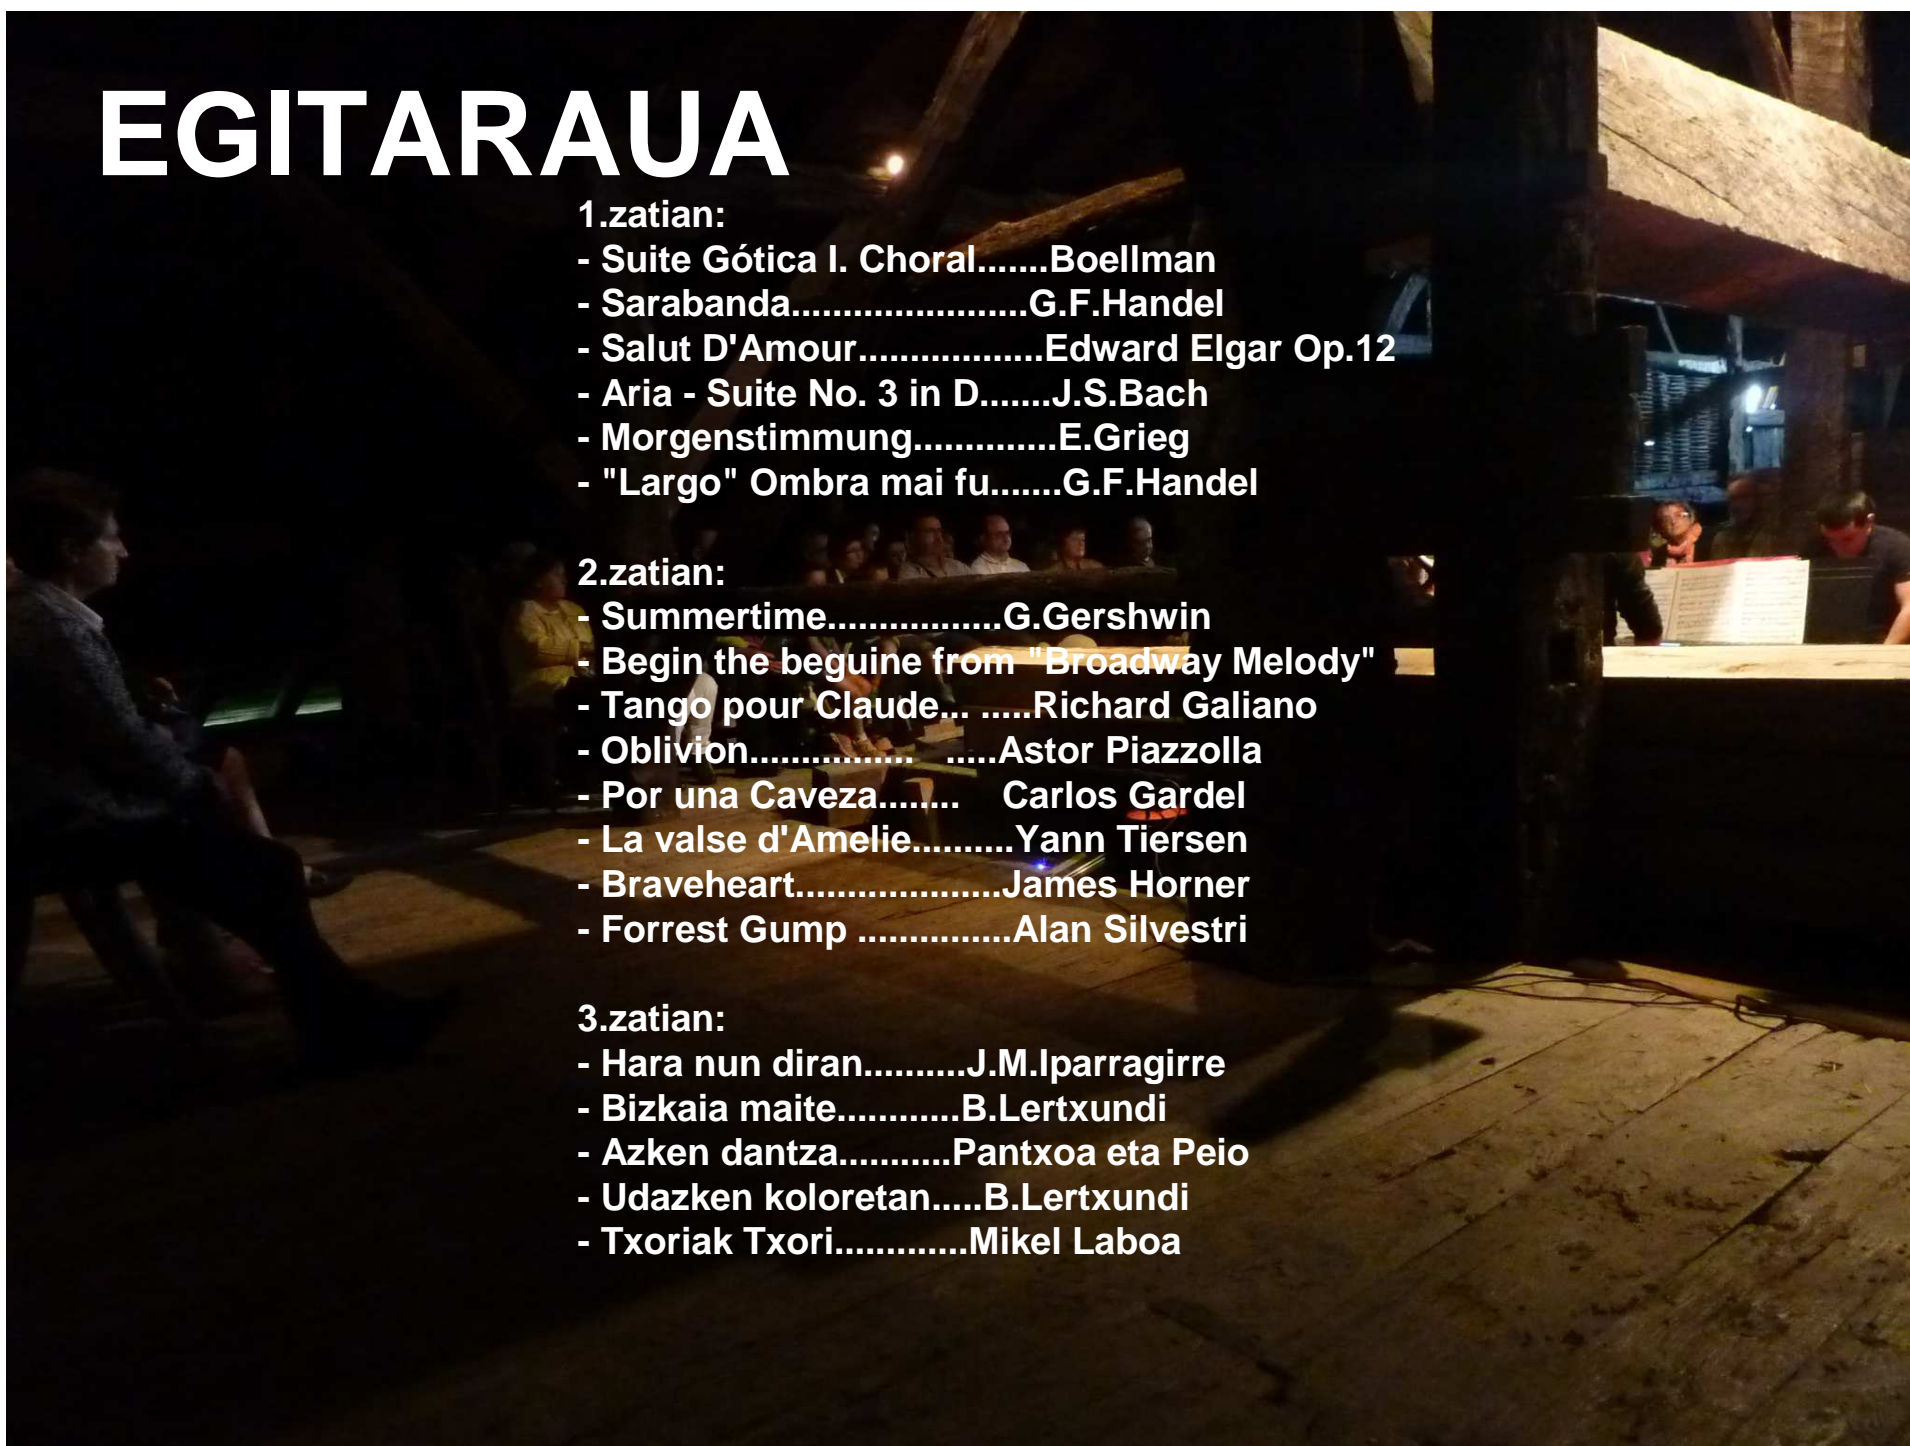 EGITARAUA
1.zatian:
- Suite Gótica I. Choral.......Boellman
- Sarabanda.......................G.F.Handel
- Salut D'Amour..................Edward Elgar Op.12
- Aria - Suite No. 3 in D.......J.S.Bach
- Morgenstimmung..............E.Grieg
- "Largo" Ombra mai fu.......G.F.Handel
2.zatian:
- Summertime.................G.Gershwin
- Begin the beguine from "Broadway Melody"
- Tango pour Claude... .....Richard Galiano
- Oblivion................ .....Astor Piazzolla
- Por una Caveza........ Carlos Gardel
- La valse d'Amelie..........Yann Tiersen
- Braveheart....................James Horner
- Forrest Gump ...............Alan Silvestri
3.zatian:
- Hara nun diran..........J.M.Iparragirre
- Bizkaia maite............B.Lertxundi
- Azken dantza...........Pantxoa eta Peio
- Udazken koloretan.....B.Lertxundi
- Txoriak Txori.............Mikel Laboa